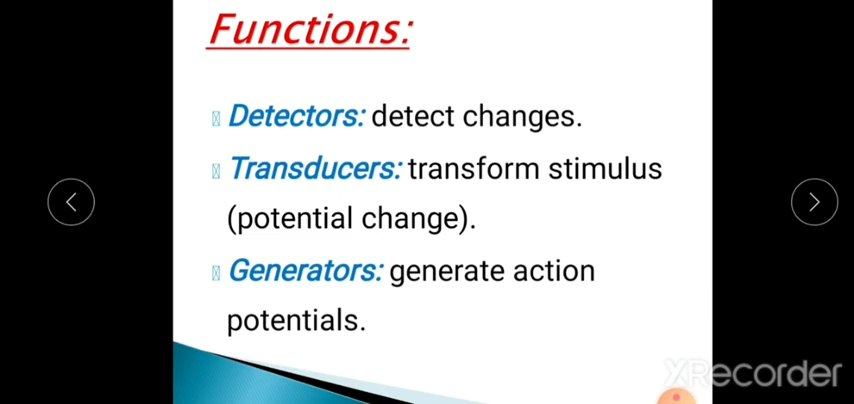 Functions:
Detectors: detect changes.
Transducers: transform stimulus
(potential change).
Generators: generate action
potentials.
XRecorder